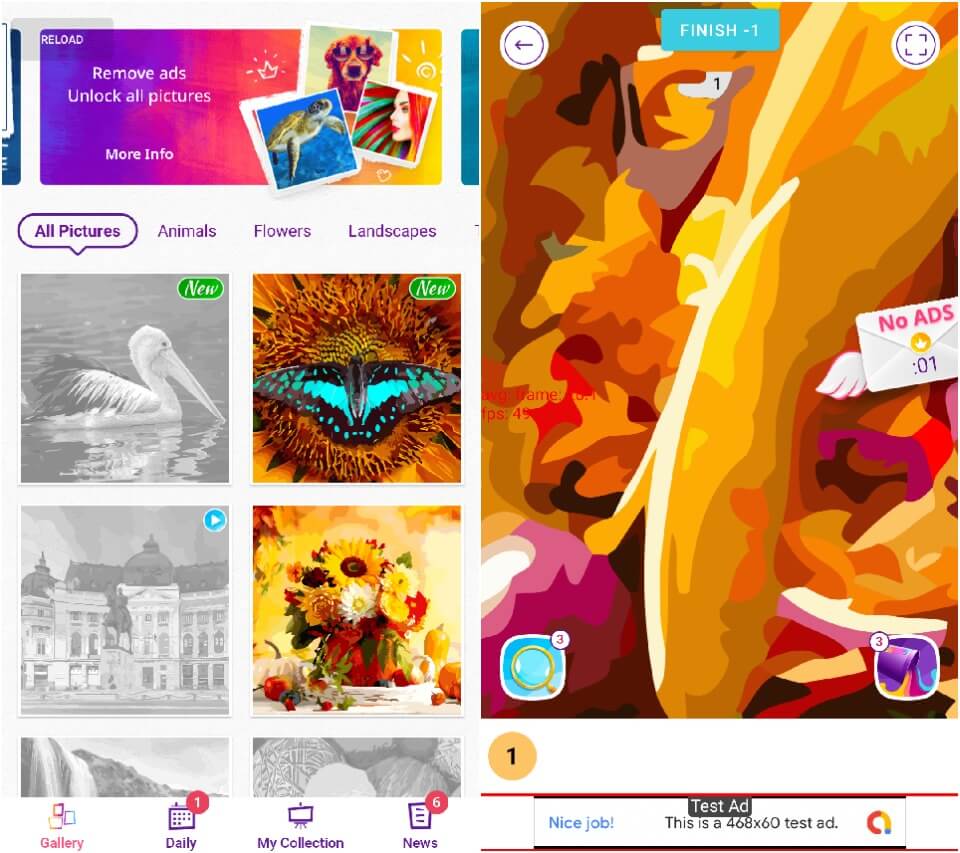 RELOAD
Remove ads
Unlock all pictures
More Info
All Pictures
Animals
Flowers
Landscapes
New
New
Gallery
1
Daily
My Collection
6
News
FINISH -1
1
No ADS
:01
avg: frame:
fps: 49
3
3
1
Test Ad
Nice job!
This is a 468x60 test ad.